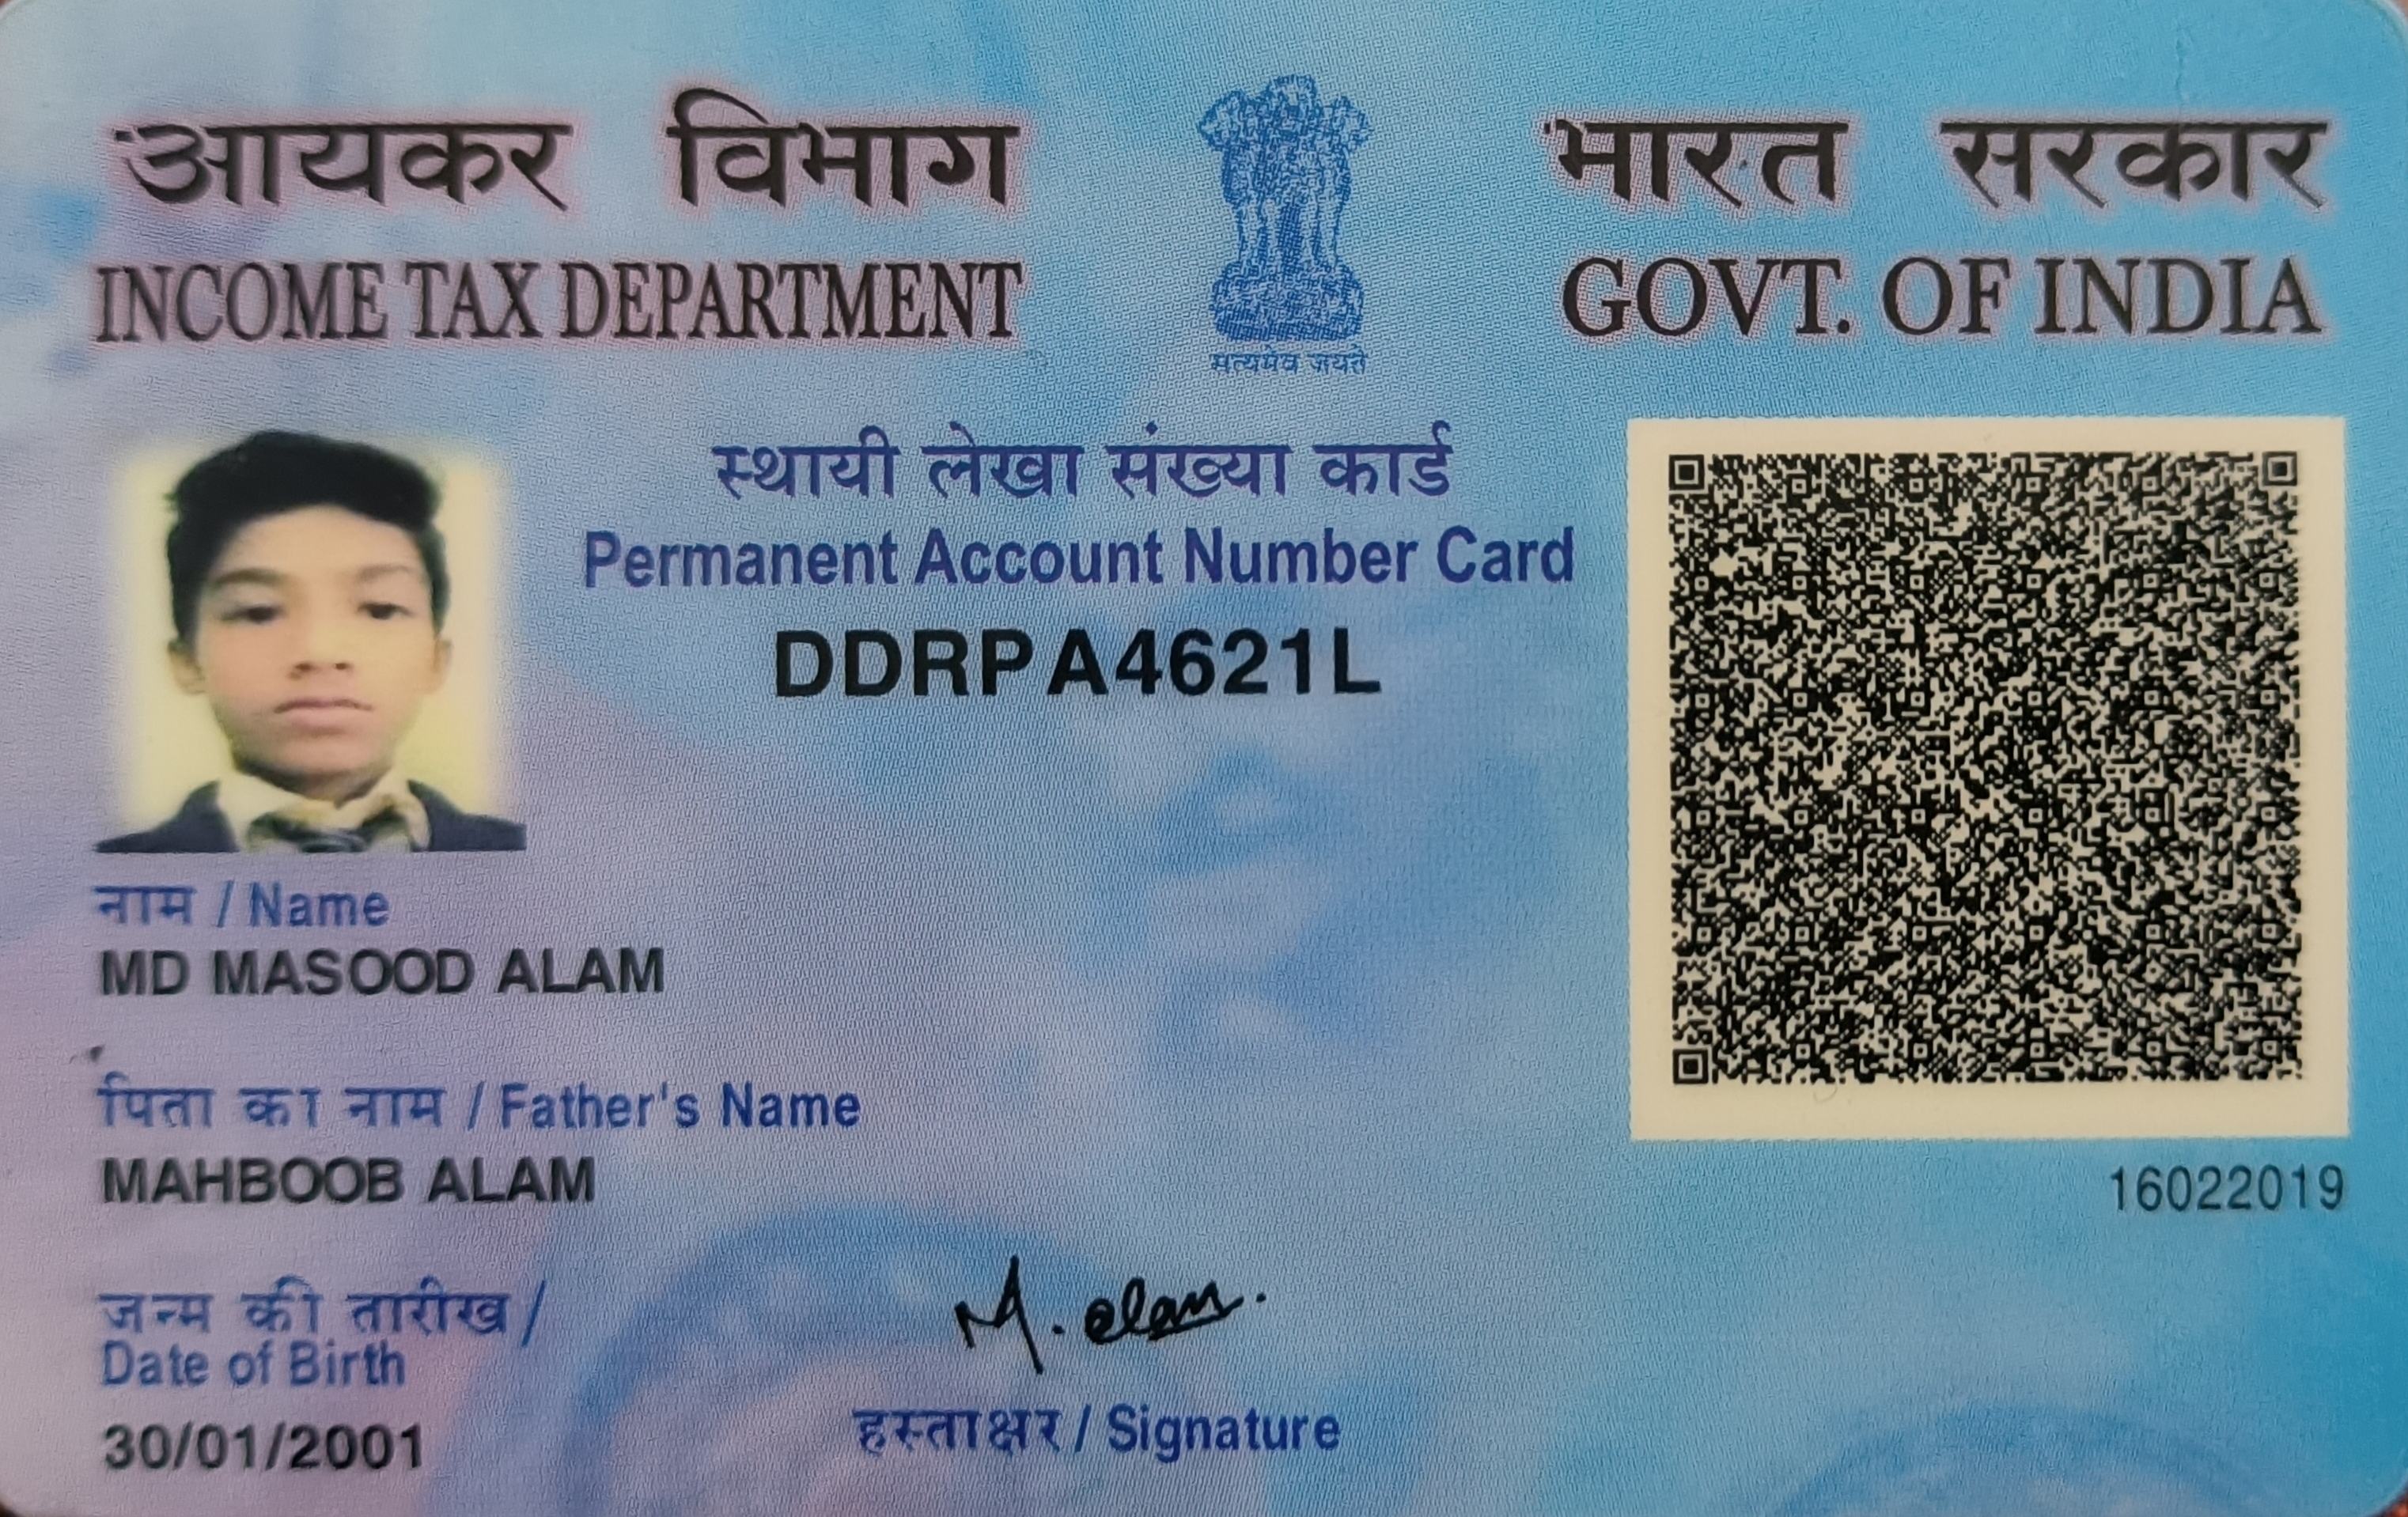 आयकर विभाग
INCOME TAX DEPARTMENT
सत्यमेव जयते
भारत सरकार
GOVT. OF INDIA
स्थायी लेखा संख्या कार्ड
Permanent Account Number Card
DDRPA4621L
नाम / Name
MD MASOOD ALAM
पिता का नाम / Father's Name
MAHBOOB ALAM
16022019
जन्म की तारीख /
Date of Birth
30/01/2001
M. alam.
हस्ताक्षर / Signature